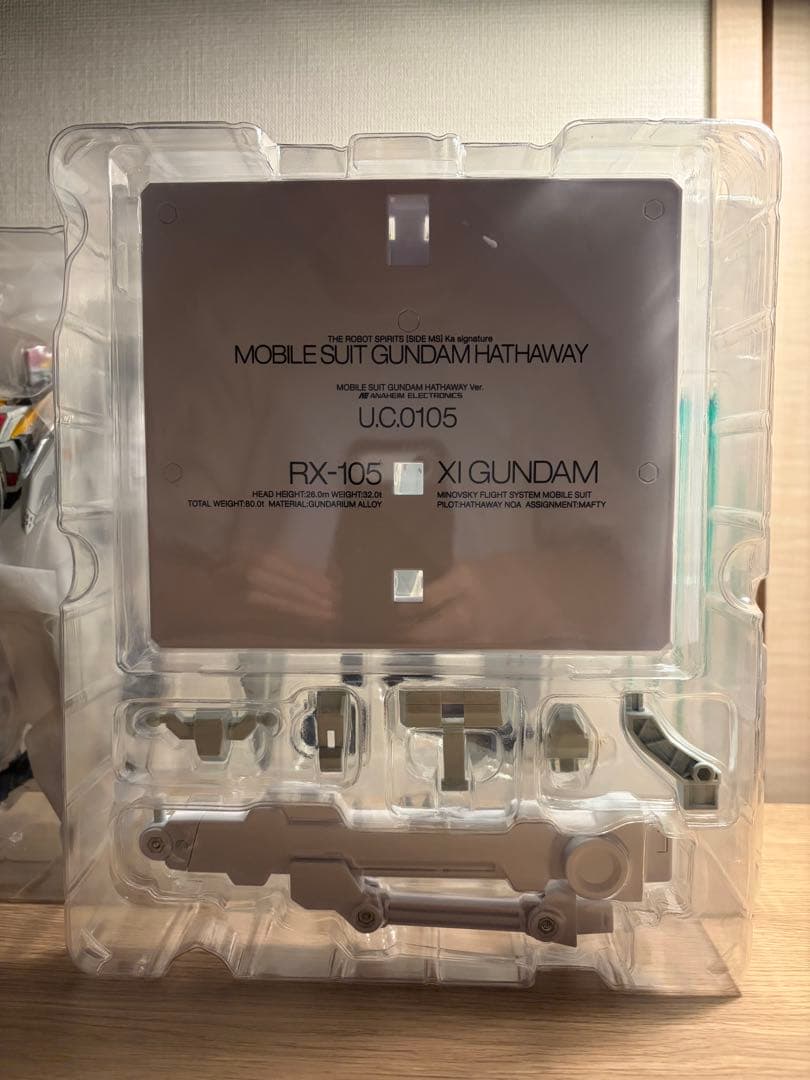 THE ROBOT SPIRITS [SIDE MS] Ka signature
MOBILE SUIT GUNDAM HATHAWAY
MOBILE SUIT GUNDAM HATHAWAY Ver.
AE ANAHEIM ELECTRONICS
U.C.0105
RX-105 XI GUNDAM
HEAD HEIGHT:26.0m WEIGHT:32.0t MINOVSKY FLIGHT SYSTEM MOBILE SUIT
TOTAL WEIGHT:80.0t MATERIAL:GUNDARIUM ALLOY PILOT:HATHAWAY NOA ASSIGNMENT:MAFTY